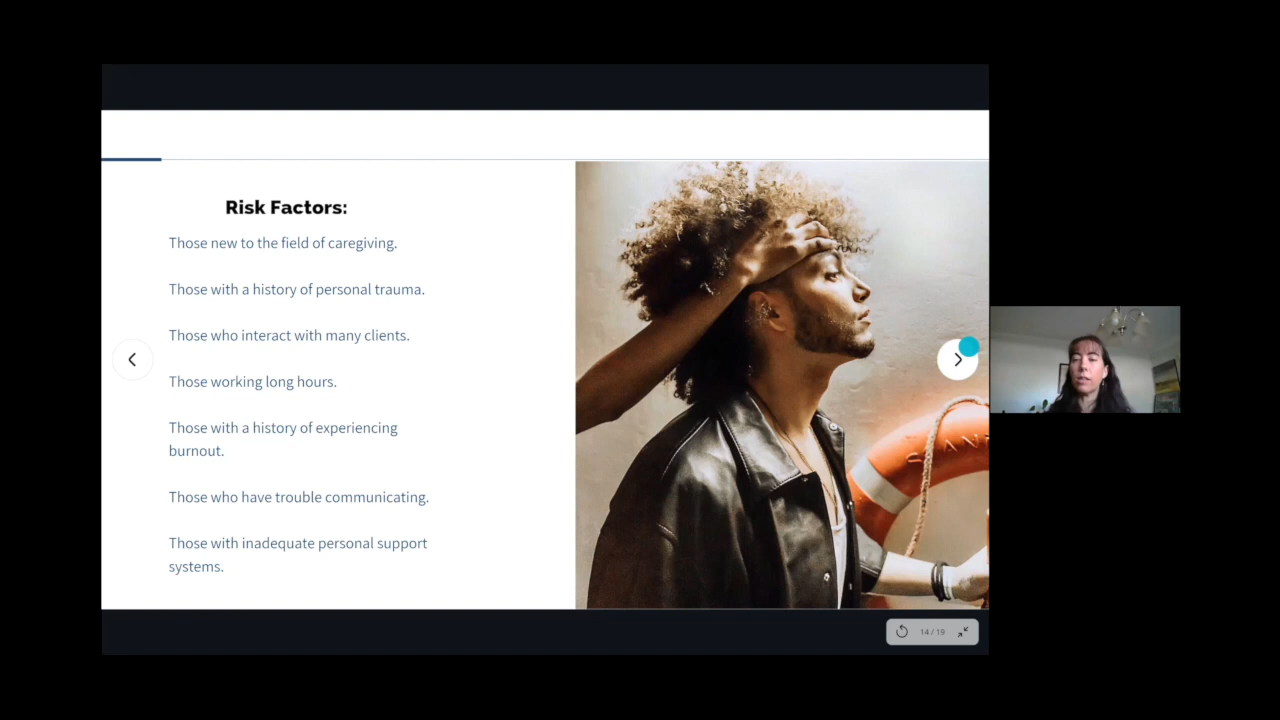 Risk Factors:
Those new to the field of caregiving.
Those with a history of personal trauma.
Those who interact with many clients.
Those working long hours.
Those with a history of experiencing
burnout.
Those who have trouble communicating.
Those with inadequate personal support
systems.
14 / 19